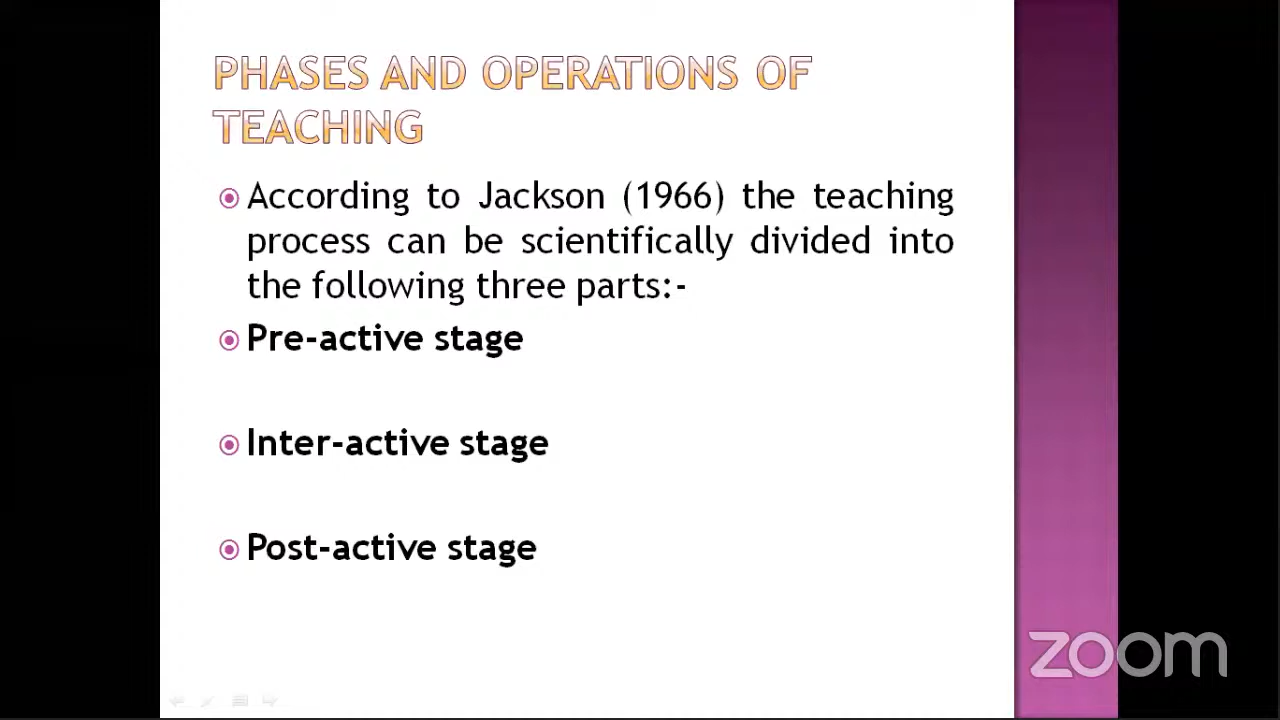 PHASES AND OPERATIONS OF
TEACHING
According to Jackson (1966) the teaching
process can be scientifically divided into
the following three parts:-
Pre-active stage
Inter-active stage
Post-active stage
zoom